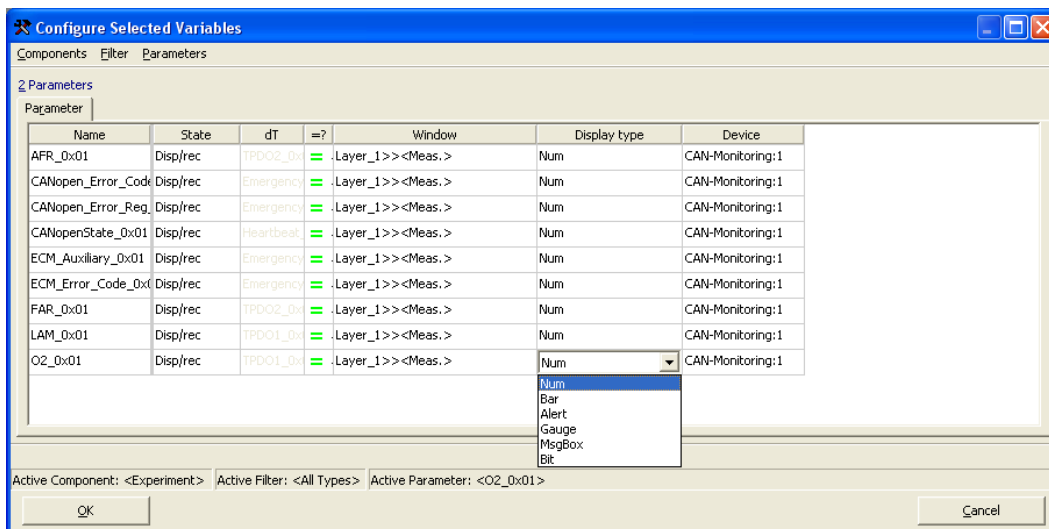 Configure Selected Variables
Components Filter Parameters
2 Parameters
Parameter
Name State dT =? Window Display type Device
AFR_0x01 Disp/rec TPDO2_0x = .Layer_1>><Meas.> Num CAN-Monitoring:1
CANopen_Error_Code Disp/rec Emergency = .Layer_1>><Meas.> Num CAN-Monitoring:1
CANopen_Error_Reg_ Disp/rec Emergency = .Layer_1>><Meas.> Num CAN-Monitoring:1
CANopenState_0x01 Disp/rec Heartbeat_ = .Layer_1>><Meas.> Num CAN-Monitoring:1
ECM_Auxiliary_0x01 Disp/rec Emergency = .Layer_1>><Meas.> Num CAN-Monitoring:1
ECM_Error_Code_0x0 Disp/rec Emergency = .Layer_1>><Meas.> Num CAN-Monitoring:1
FAR_0x01 Disp/rec TPDO2_0x = .Layer_1>><Meas.> Num CAN-Monitoring:1
LAM_0x01 Disp/rec TPDO1_0x = .Layer_1>><Meas.> Num CAN-Monitoring:1
O2_0x01 Disp/rec TPDO1_0x = .Layer_1>><Meas.> Num CAN-Monitoring:1
Num
Bar
Alert
Gauge
MsgBox
Bit
Active Component: <Experiment> Active Filter: <All Types> Active Parameter: <O2_0x01>
OK Cancel